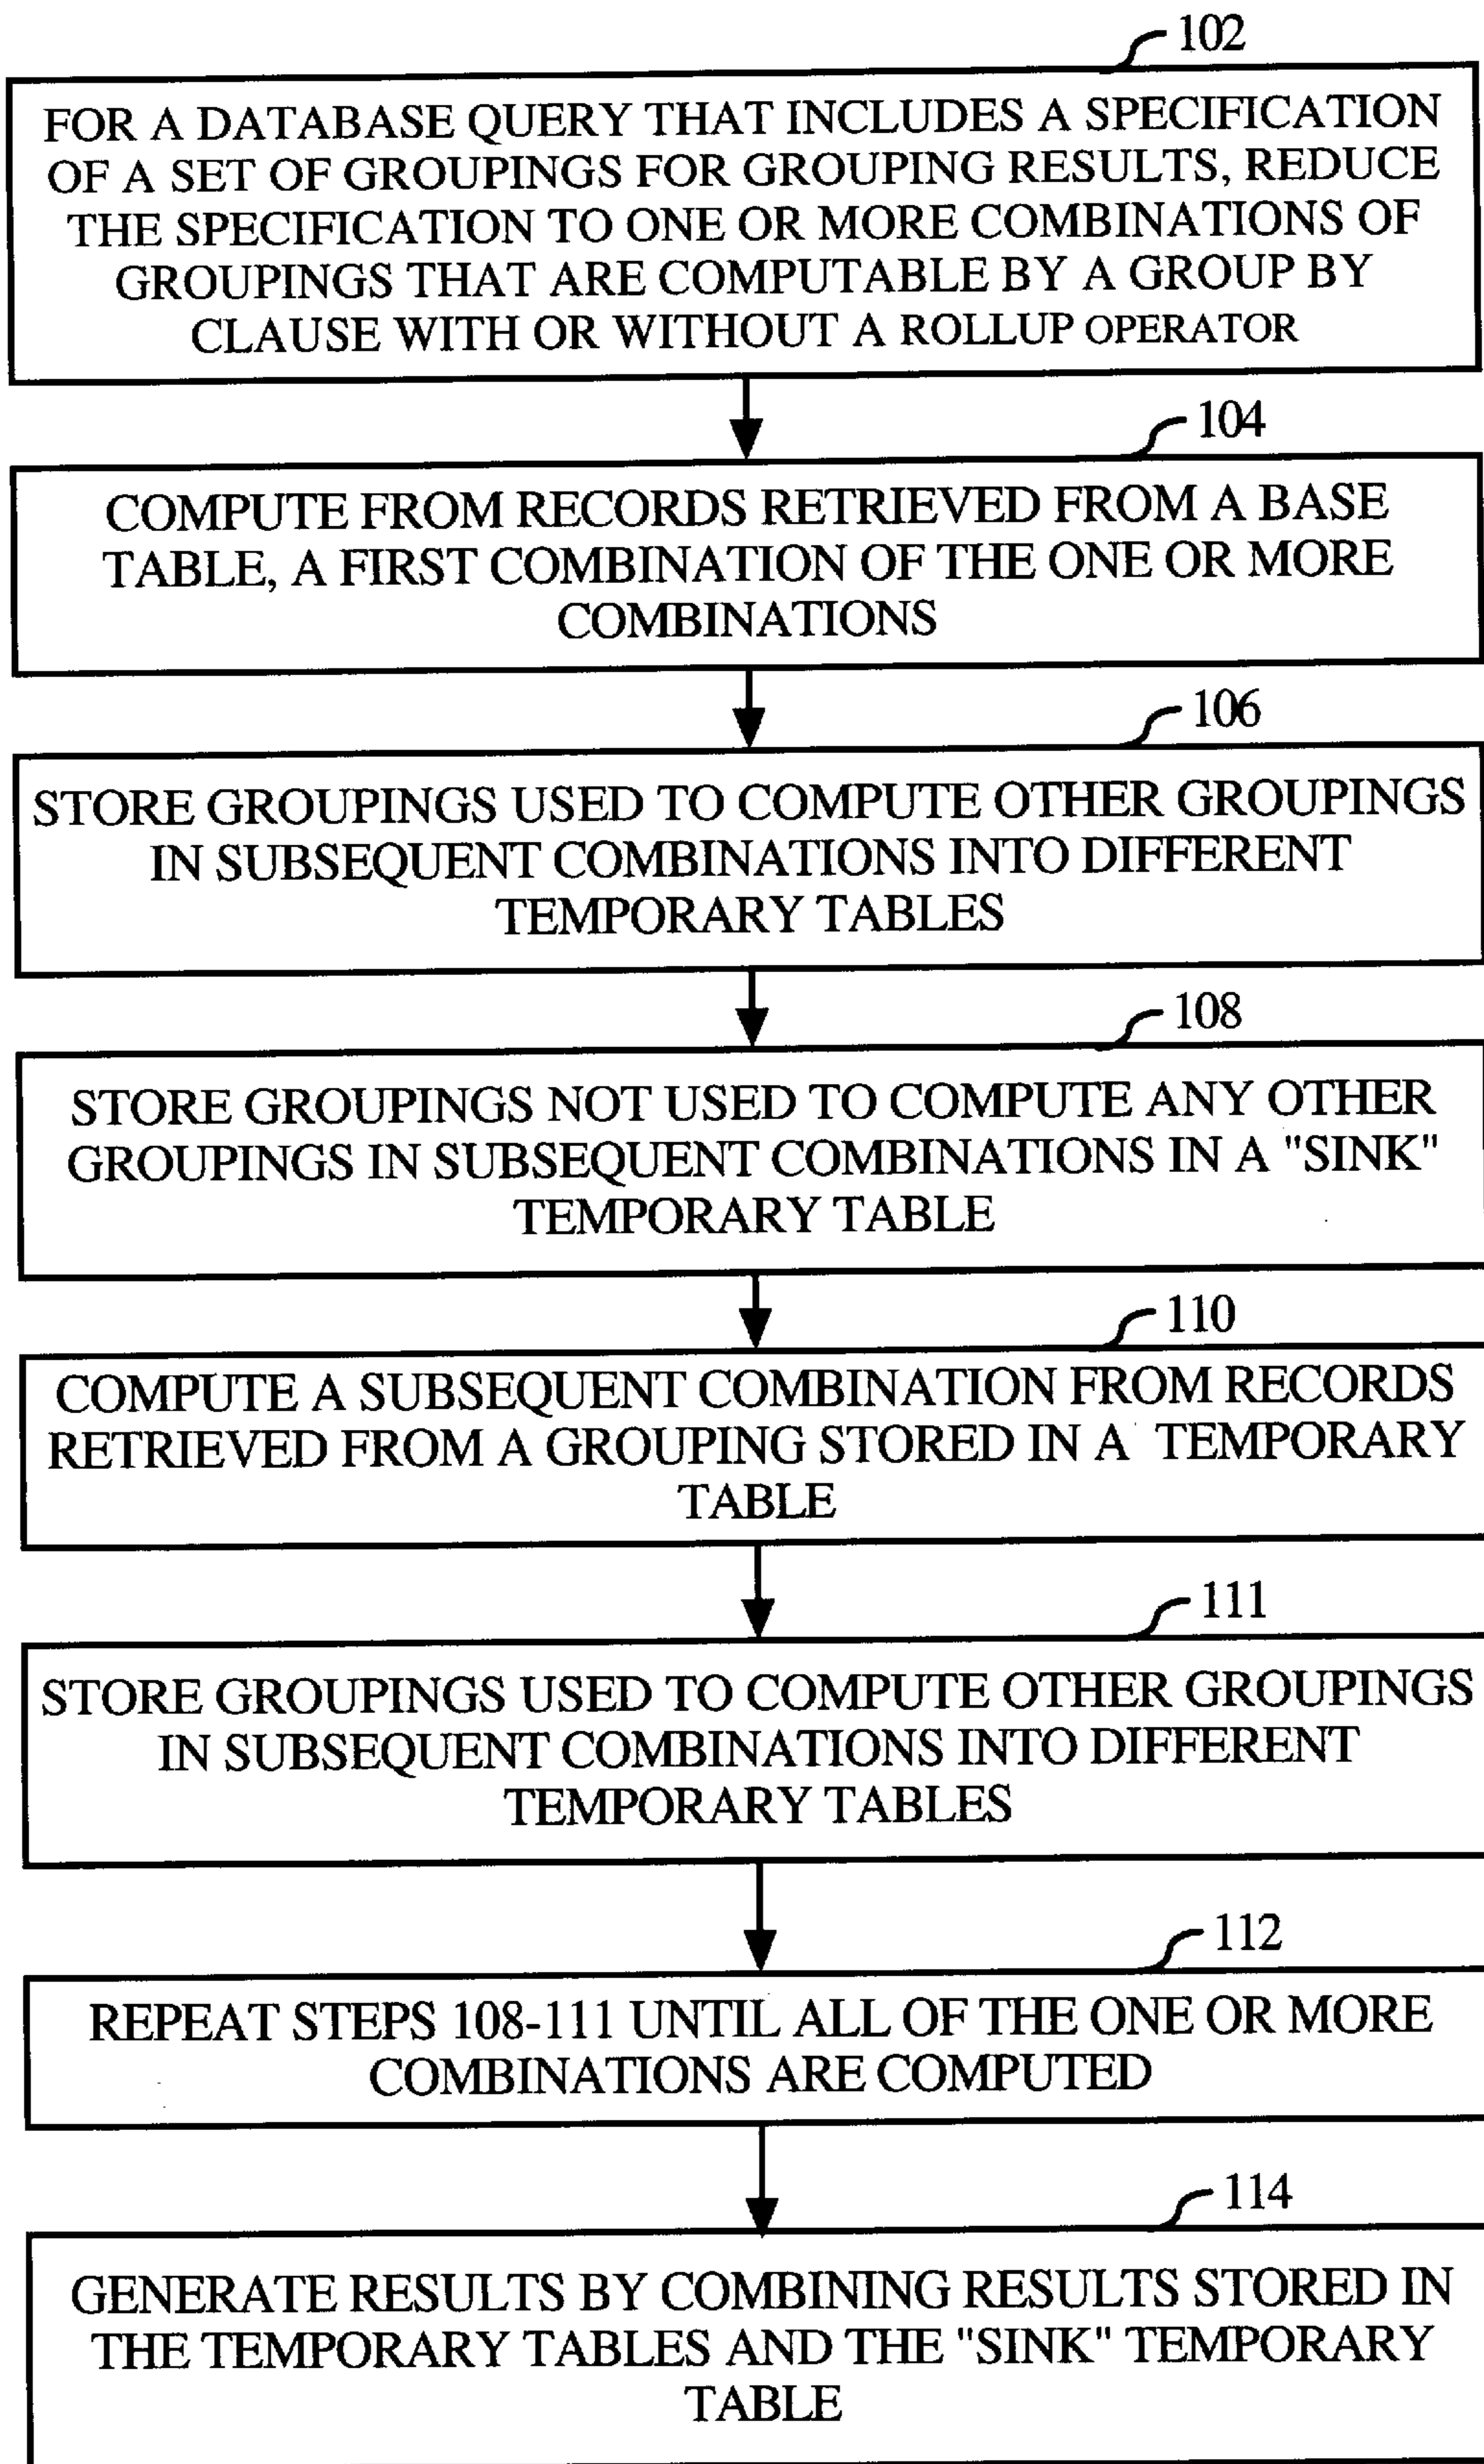 102
FOR A DATABASE QUERY THAT INCLUDES A SPECIFICATION
OF A SET OF GROUPINGS FOR GROUPING RESULTS, REDUCE
THE SPECIFICATION TO ONE OR MORE COMBINATIONS OF
GROUPINGS THAT ARE COMPUTABLE BY A GROUP BY
CLAUSE WITH OR WITHOUT A ROLLUP OPERATOR
104
COMPUTE FROM RECORDS RETRIEVED FROM A BASE
TABLE, A FIRST COMBINATION OF THE ONE OR MORE
COMBINATIONS
106
STORE GROUPINGS USED TO COMPUTE OTHER GROUPINGS
IN SUBSEQUENT COMBINATIONS INTO DIFFERENT
TEMPORARY TABLES
108
STORE GROUPINGS NOT USED TO COMPUTE ANY OTHER
GROUPINGS IN SUBSEQUENT COMBINATIONS IN A "SINK"
TEMPORARY TABLE
110
COMPUTE A SUBSEQUENT COMBINATION FROM RECORDS
RETRIEVED FROM A GROUPING STORED IN A TEMPORARY
TABLE
111
STORE GROUPINGS USED TO COMPUTE OTHER GROUPINGS
IN SUBSEQUENT COMBINATIONS INTO DIFFERENT
TEMPORARY TABLES
112
REPEAT STEPS 108-111 UNTIL ALL OF THE ONE OR MORE
COMBINATIONS ARE COMPUTED
114
GENERATE RESULTS BY COMBINING RESULTS STORED IN
THE TEMPORARY TABLES AND THE "SINK" TEMPORARY
TABLE